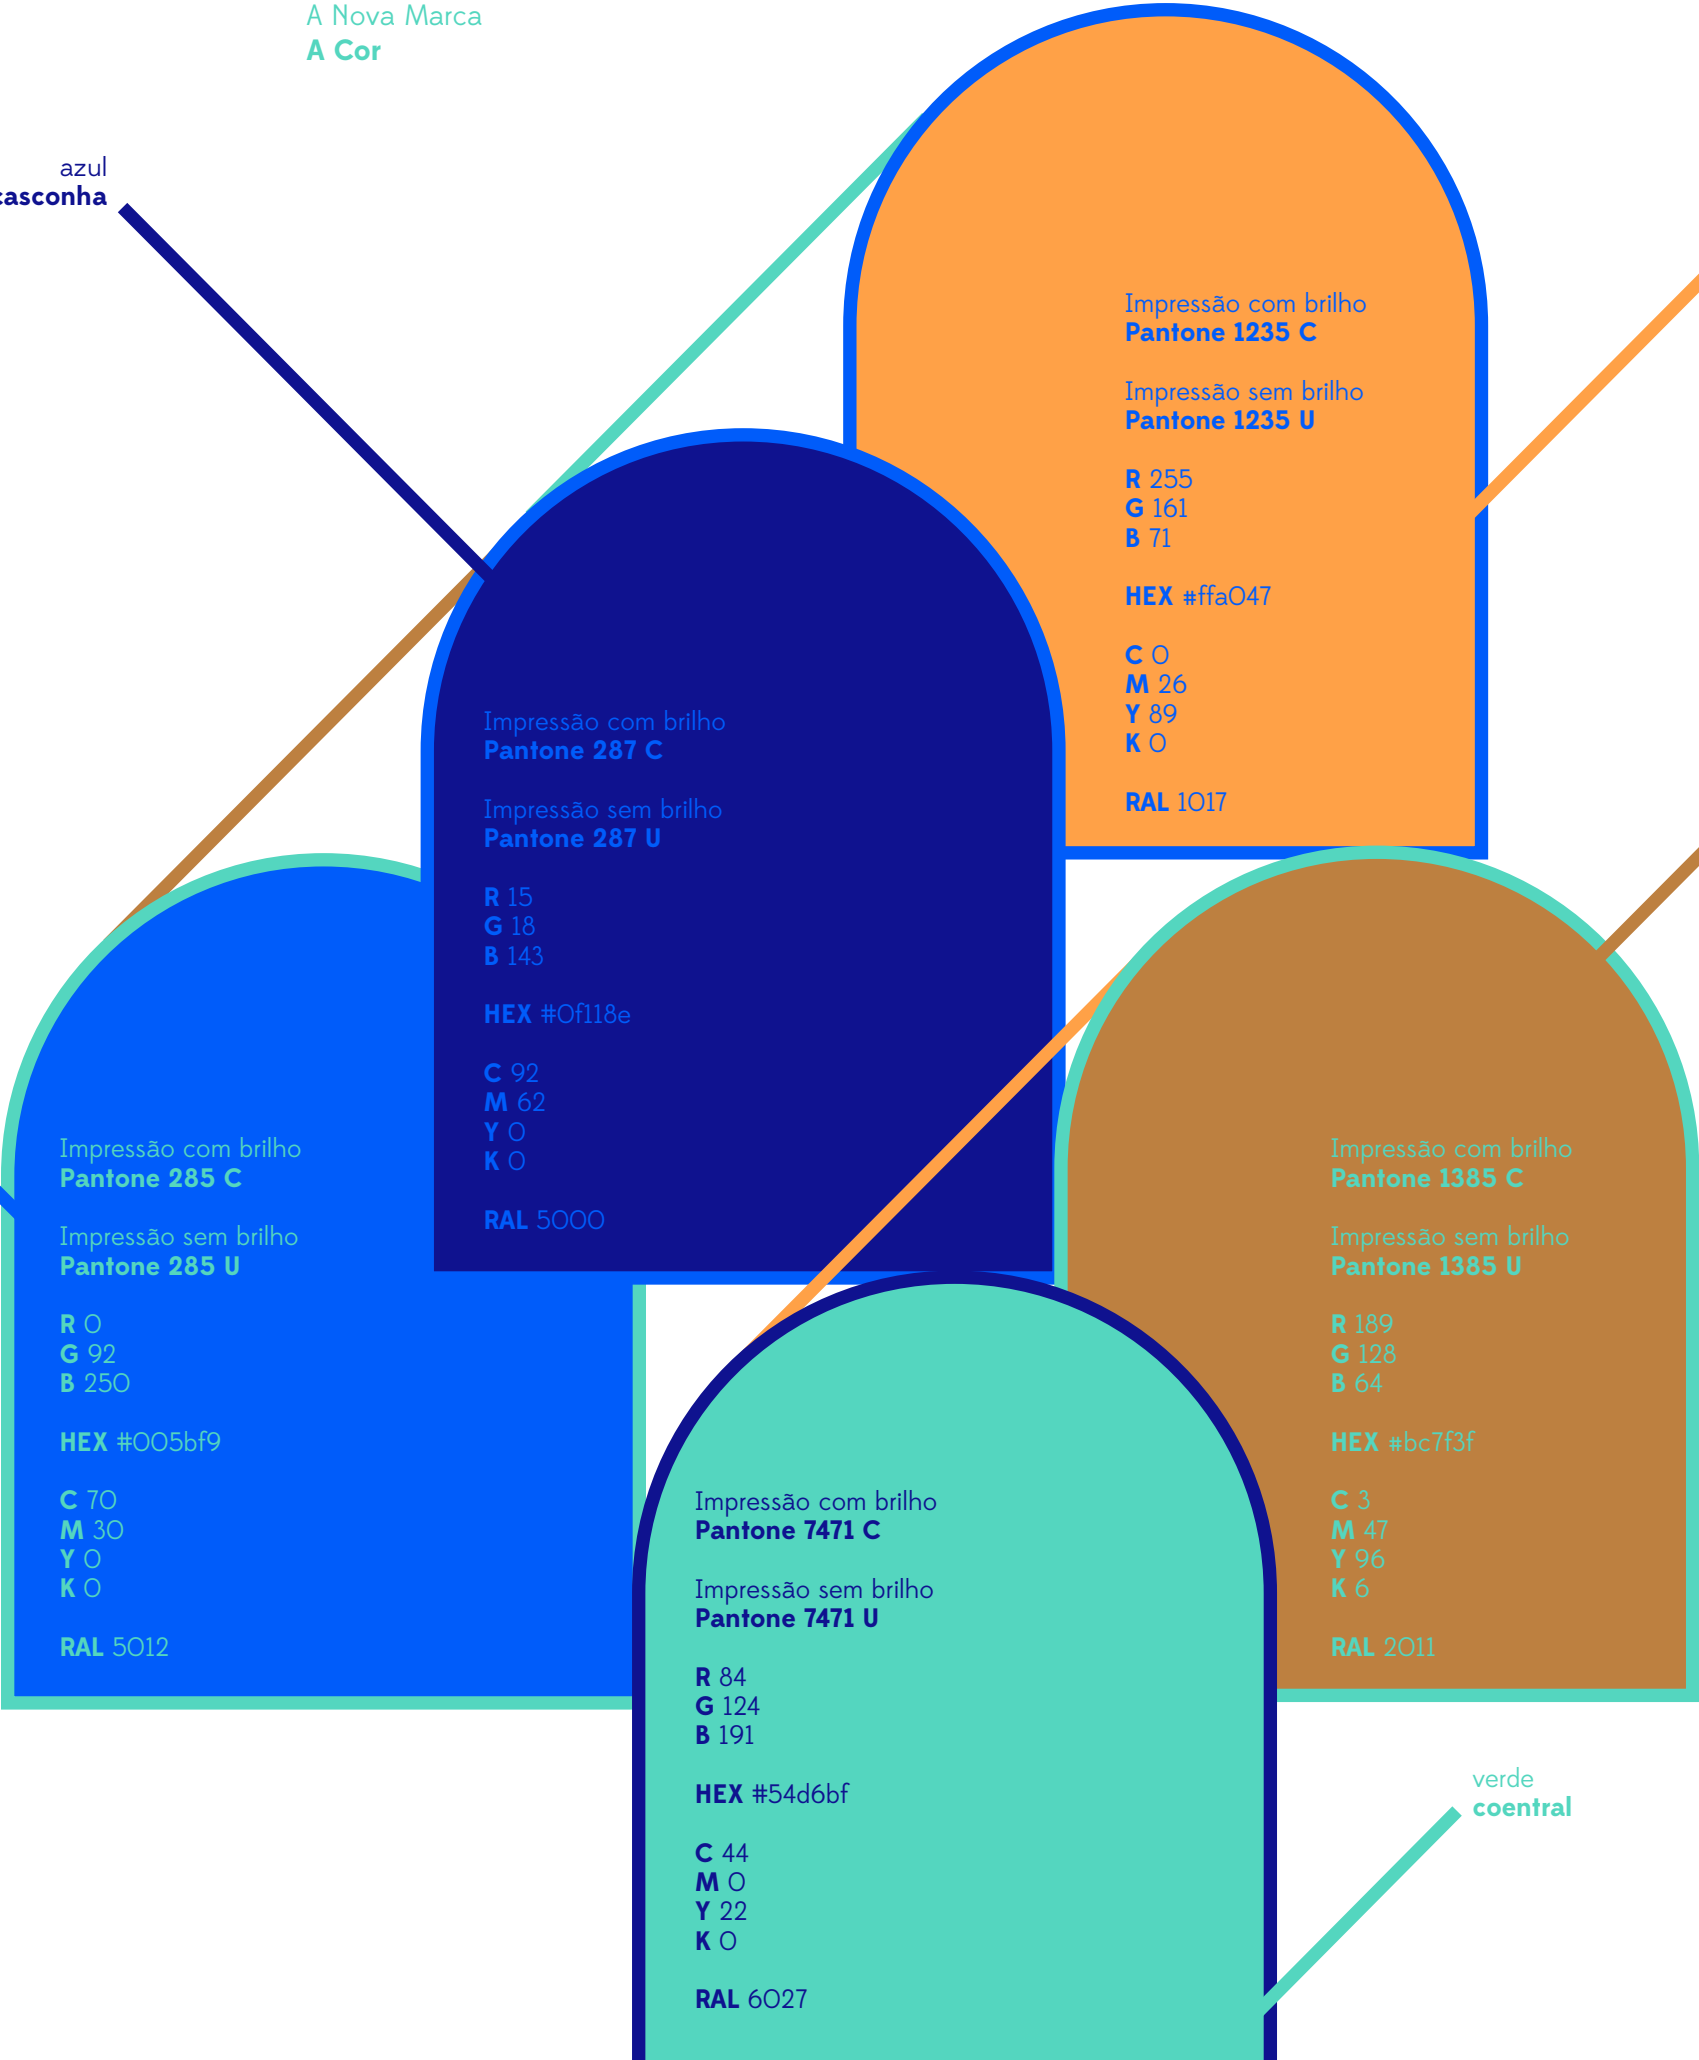 A Nova Marca
A Cor
azul
casconha
Impressão com brilho
Pantone 1235 C
Impressão sem brilho
Pantone 1235 U
R 255
G 161
B 71
HEX #ffa047
C 0
M 26
Y 89
K 0
RAL 1017
Impressão com brilho
Pantone 287 C
Impressão sem brilho
Pantone 287 U
R 15
G 18
B 143
HEX #0f118e
C 92
M 62
Y 0
K 0
RAL 5000
Impressão com brilho
Pantone 285 C
Impressão sem brilho
Pantone 285 U
R 0
G 92
B 250
HEX #005bf9
C 70
M 30
Y 0
K 0
RAL 5012
Impressão com brilho
Pantone 1385 C
Impressão sem brilho
Pantone 1385 U
R 189
G 128
B 64
HEX #bc7f3f
C 3
M 47
Y 96
K 6
RAL 2011
Impressão com brilho
Pantone 7471 C
Impressão sem brilho
Pantone 7471 U
R 84
G 124
B 191
HEX #54d6bf
C 44
M 0
Y 22
K 0
RAL 6027
verde
coentral